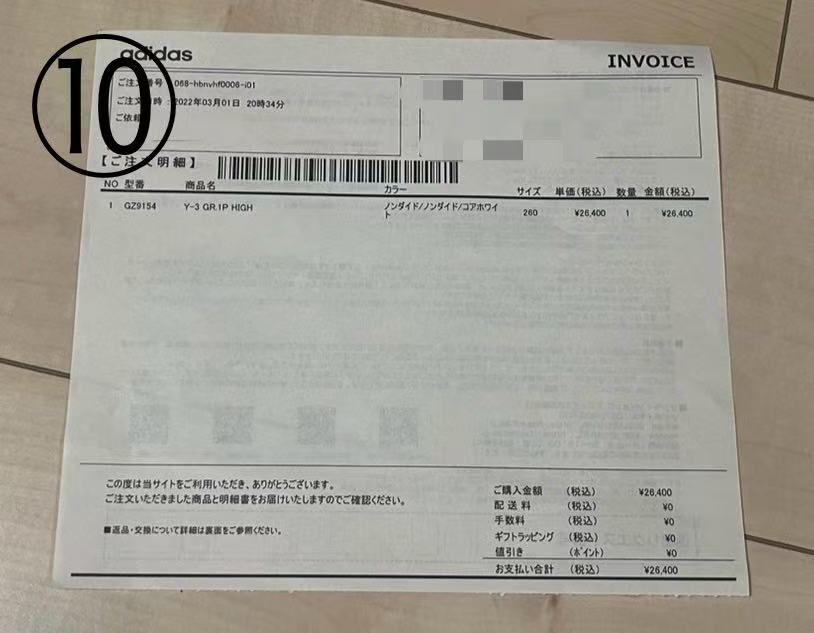 ⑩
adidas
INVOICE
ご注文番号 068-hbnvhf0006-i01
ご注文日時 : 2022年03月01日 20時34分
ご依頼
【ご注文明細】
NO 型番 商品名 カラー サイズ 単価(税込) 数量 金額(税込)
1 GZ9154 Y-3 GR.1P HIGH ノンダイド/ノンダイド/コアホワイト 260 ¥26,400 1 ¥26,400
この度は当サイトをご利用いただき、ありがとうございます。
ご注文いただきました商品と明細書をお届けいたしますのでご確認ください。
■返品・交換について詳細は裏面をご参照ください。
ご購入金額 (税込) ¥26,400
配送料 (税込) ¥0
手数料 (税込) ¥0
ギフトラッピング (税込) ¥0
値引き (ポイント) ¥0
お支払い合計 (税込) ¥26,400